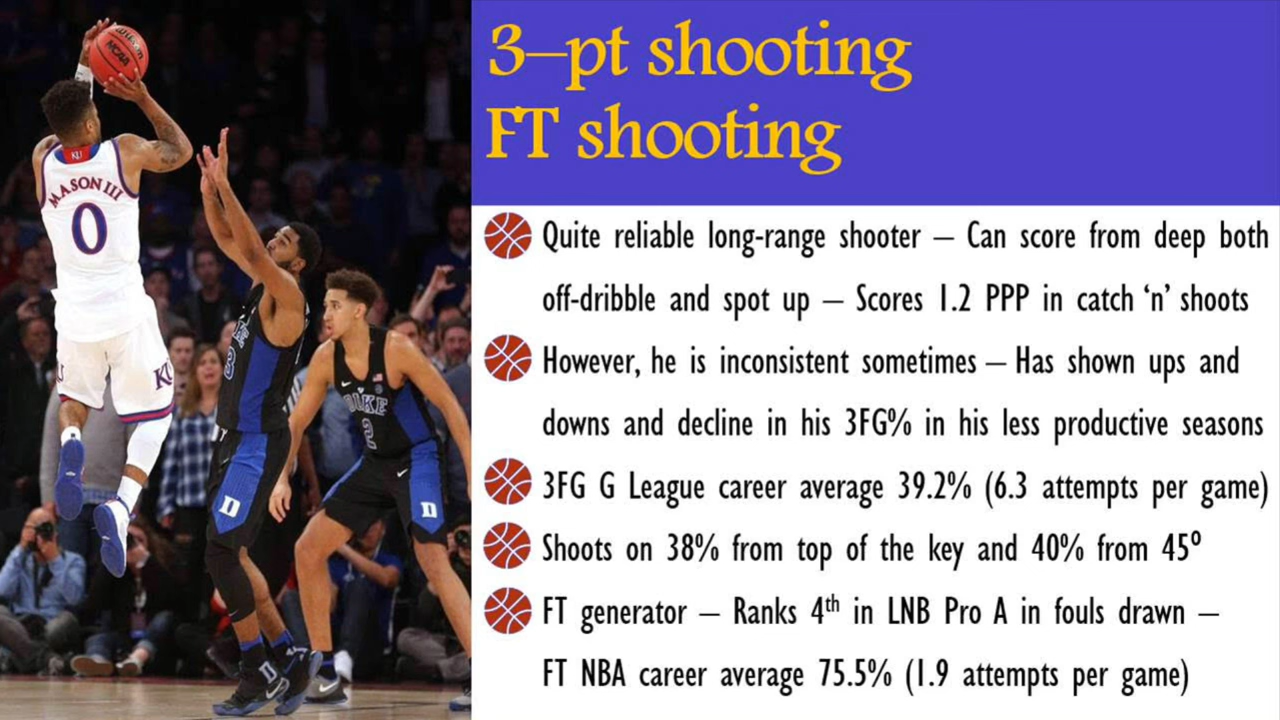 3–pt shooting
FT shooting
Quite reliable long-range shooter – Can score from deep both
off-dribble and spot up – Scores 1.2 PPP in catch ‘n’ shoots
However, he is inconsistent sometimes – Has shown ups and
downs and decline in his 3FG% in his less productive seasons
3FG G League career average 39.2% (6.3 attempts per game)
Shoots on 38% from top of the key and 40% from 45º
FT generator – Ranks 4th in LNB Pro A in fouls drawn –
FT NBA career average 75.5% (1.9 attempts per game)
Wilson
NCAA
KU
MASON III
0
KU
3
DUKE
2
D
D
D